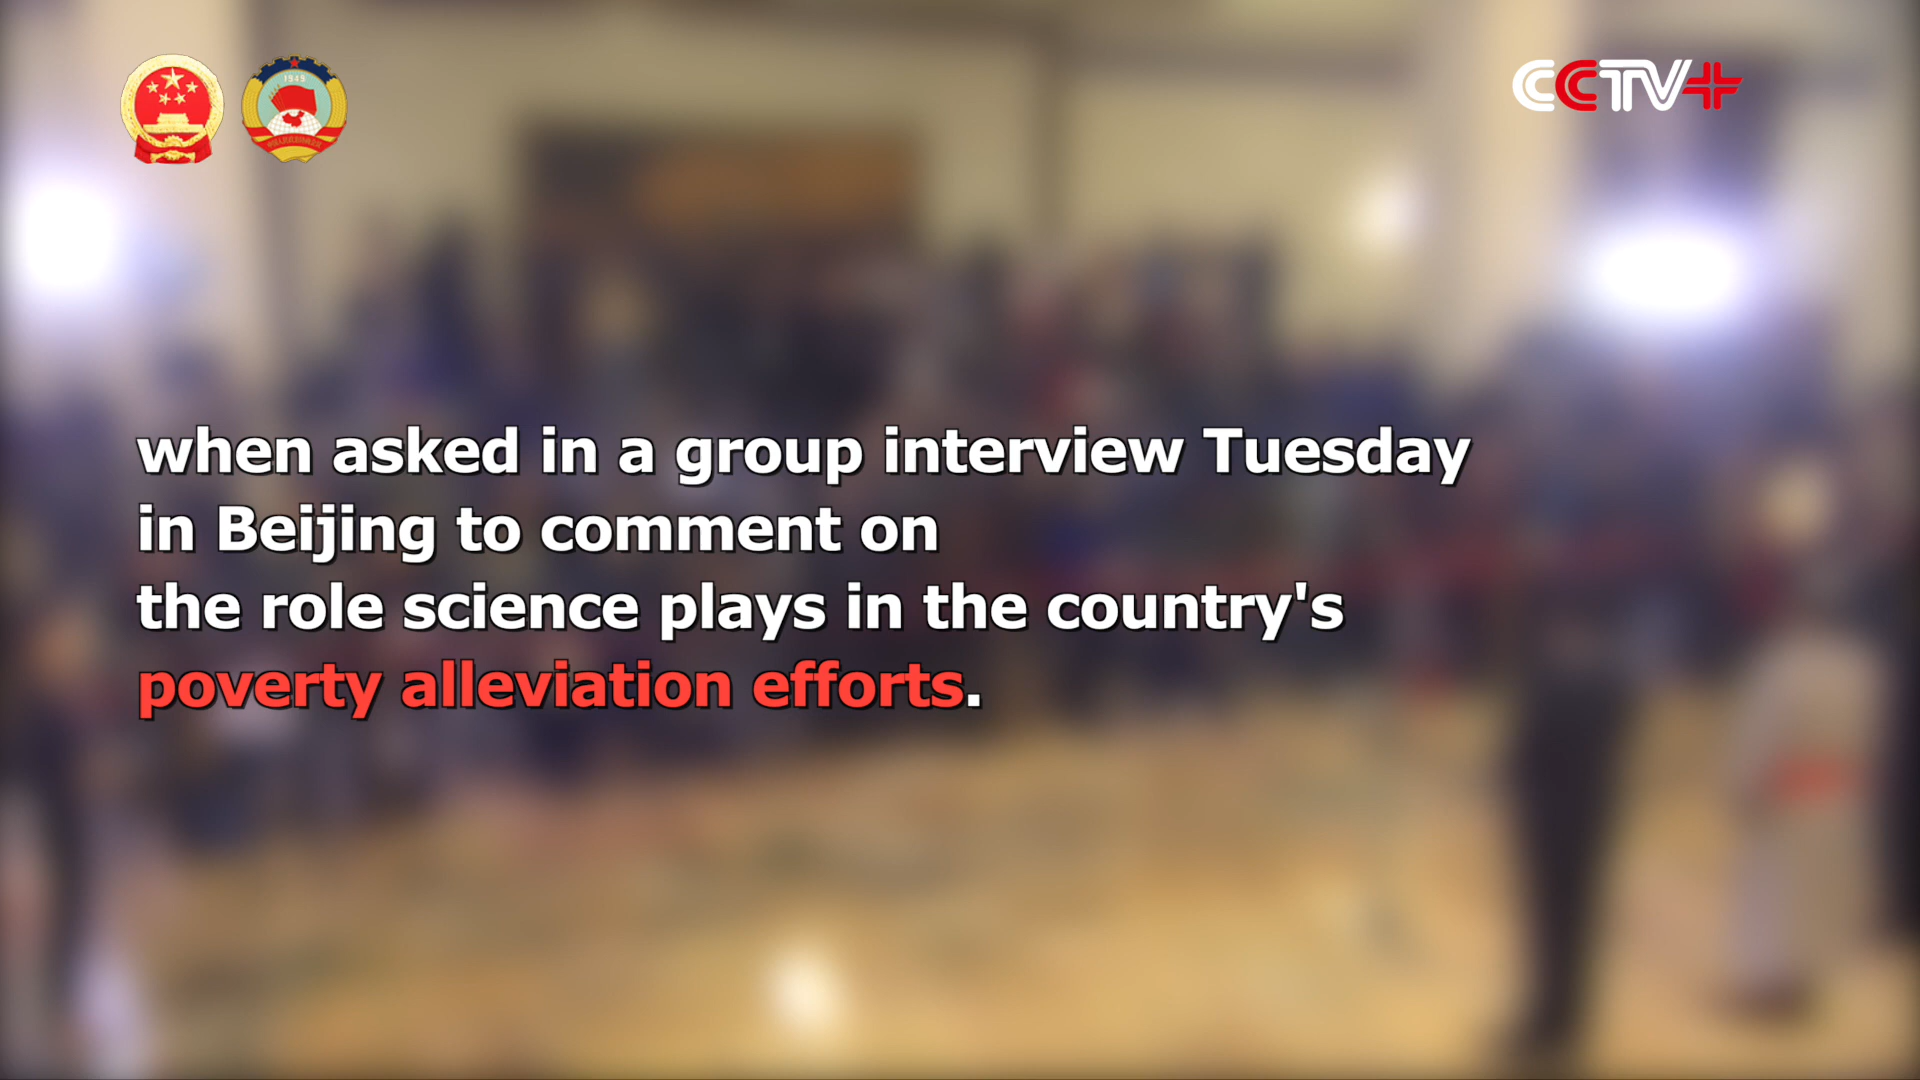 1949
CCTV+
when asked in a group interview Tuesday
in Beijing to comment on
the role science plays in the country's
poverty alleviation efforts.